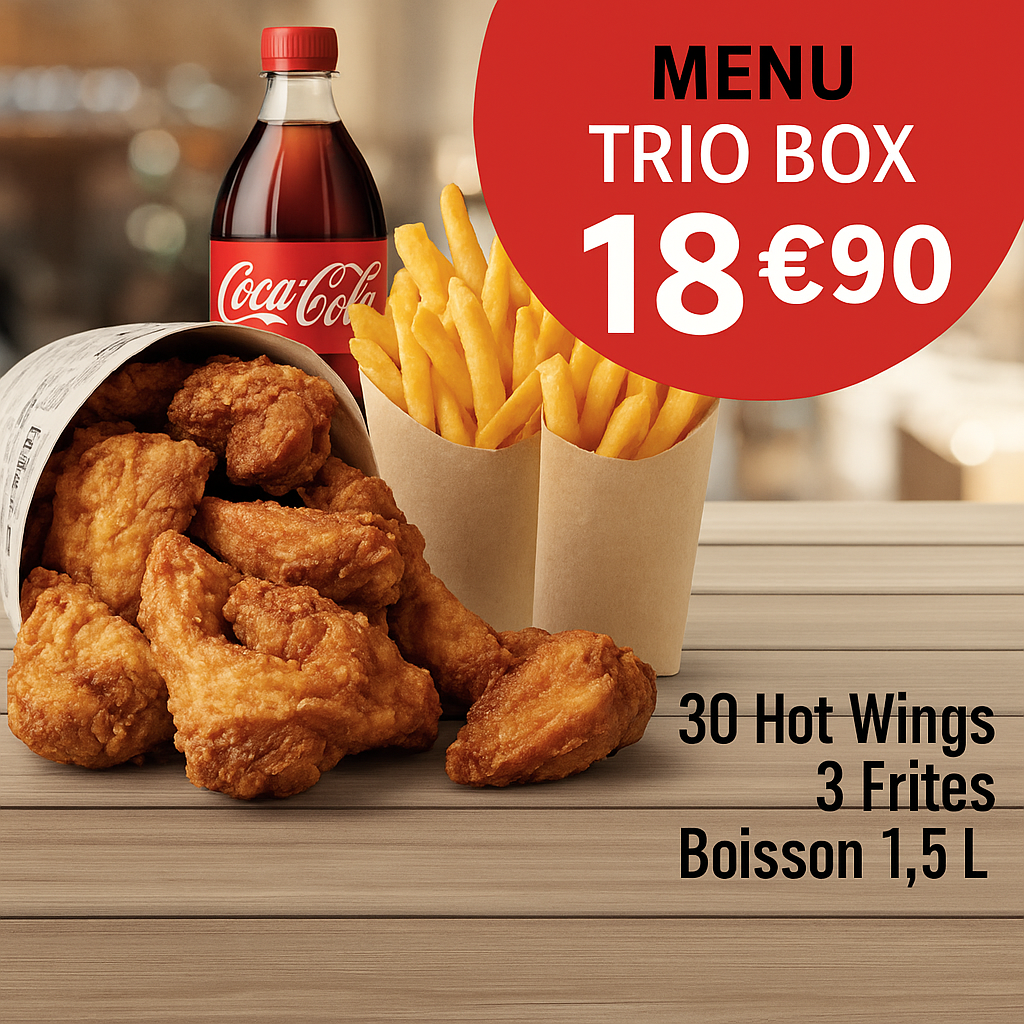 MENU
TRIO BOX
18€90
Coca-Cola
30 Hot Wings
3 Frites
Boisson 1,5 L